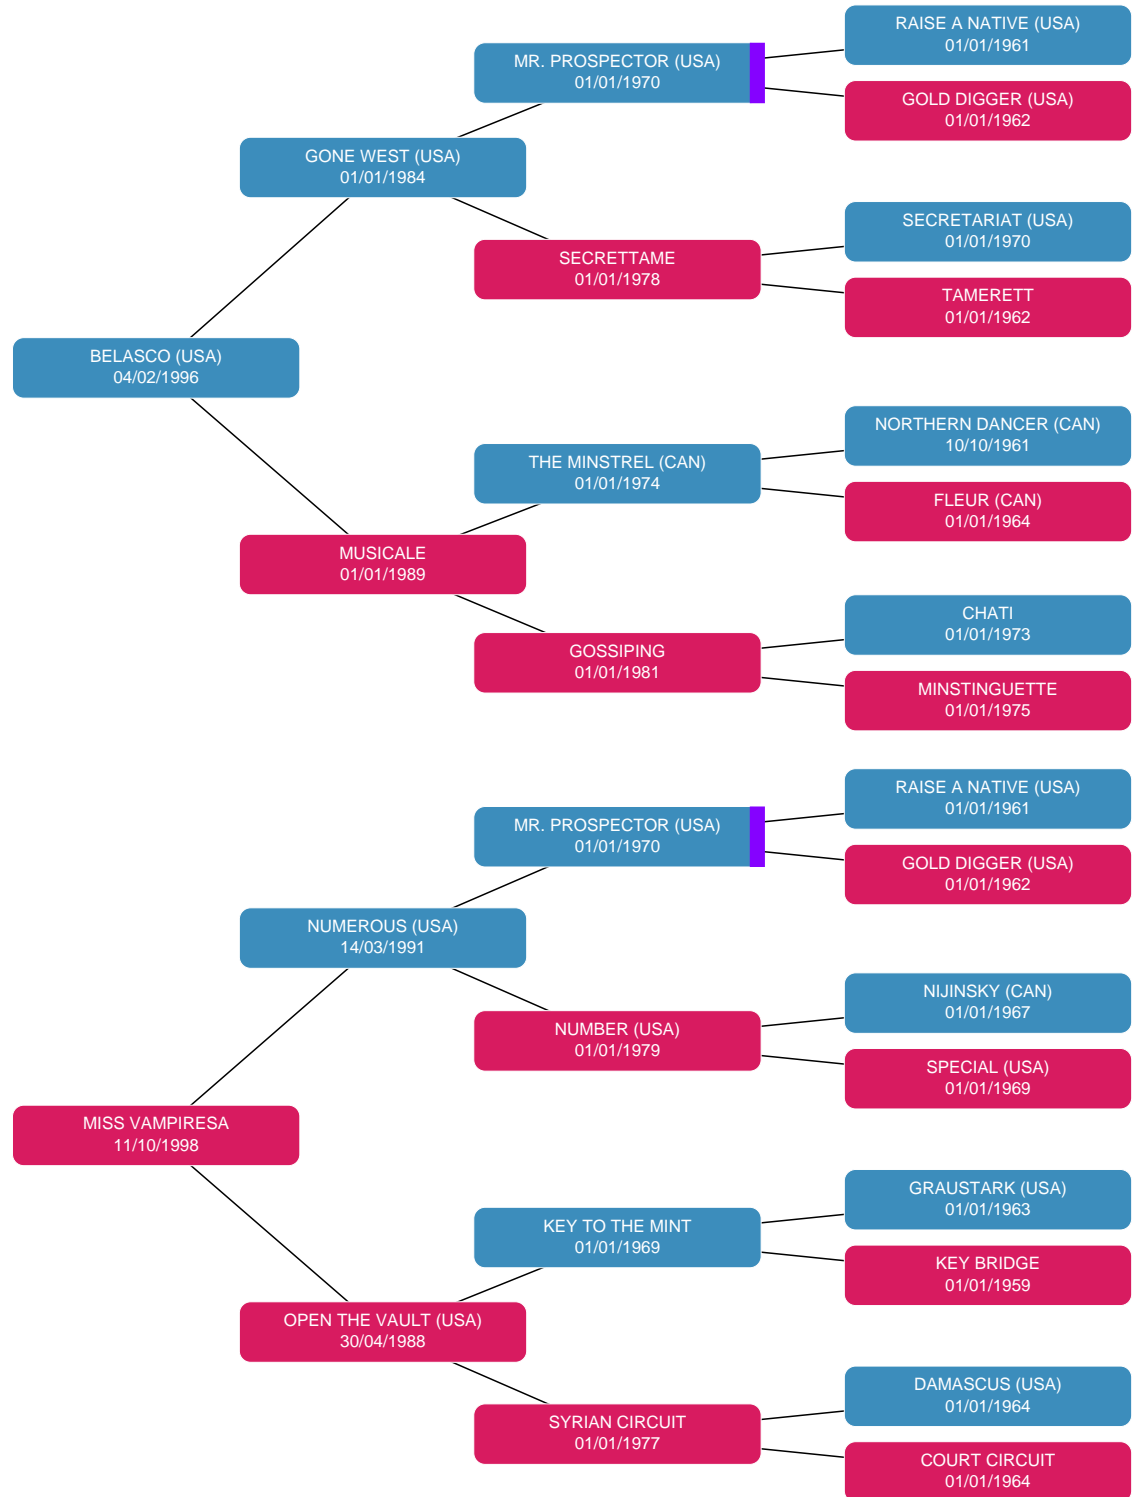 RAISE A NATIVE (USA)
01/01/1961
MR. PROSPECTOR (USA)
01/01/1970
GOLD DIGGER (USA)
01/01/1962
GONE WEST (USA)
01/01/1984
SECRETARIAT (USA)
01/01/1970
SECRETTAME
01/01/1978
TAMERETT
01/01/1962
BELASCO (USA)
04/02/1996
NORTHERN DANCER (CAN)
10/10/1961
THE MINSTREL (CAN)
01/01/1974
FLEUR (CAN)
01/01/1964
MUSICALE
01/01/1989
CHATI
01/01/1973
GOSSIPING
01/01/1981
MINSTINGUETTE
01/01/1975
RAISE A NATIVE (USA)
01/01/1961
MR. PROSPECTOR (USA)
01/01/1970
GOLD DIGGER (USA)
01/01/1962
NUMEROUS (USA)
14/03/1991
NIJINSKY (CAN)
01/01/1967
NUMBER (USA)
01/01/1979
SPECIAL (USA)
01/01/1969
MISS VAMPIRESA
11/10/1998
GRAUSTARK (USA)
01/01/1963
KEY TO THE MINT
01/01/1969
KEY BRIDGE
01/01/1959
OPEN THE VAULT (USA)
30/04/1988
DAMASCUS (USA)
01/01/1964
SYRIAN CIRCUIT
01/01/1977
COURT CIRCUIT
01/01/1964